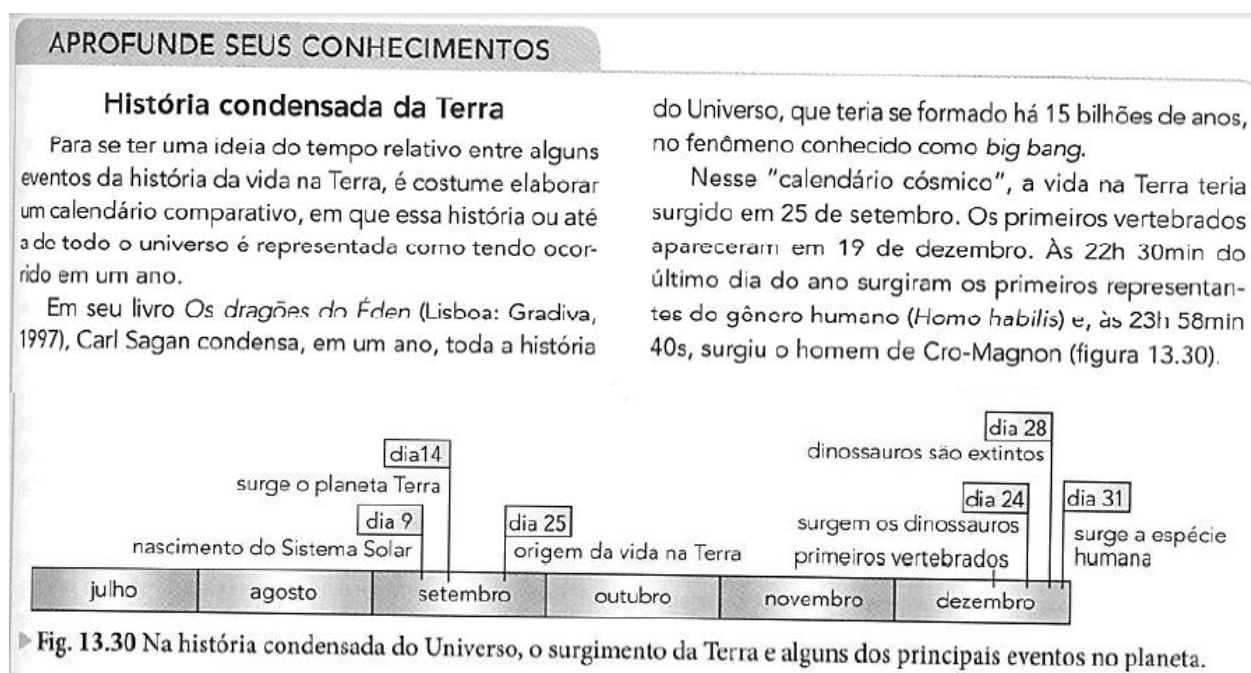 APROFUNDE SEUS CONHECIMENTOS
História condensada da Terra
Para se ter uma ideia do tempo relativo entre alguns
eventos da história da vida na Terra, é costume elaborar
um calendário comparativo, em que essa história ou até
a de todo o universo é representada como tendo ocor-
rido em um ano.
Em seu livro Os dragões do Éden (Lisboa: Gradiva,
1997), Carl Sagan condensa, em um ano, toda a história
do Universo, que teria se formado há 15 bilhões de anos,
no fenômeno conhecido como big bang.
Nesse "calendário cósmico", a vida na Terra teria
surgido em 25 de setembro. Os primeiros vertebrados
apareceram em 19 de dezembro. Às 22h 30min do
último dia do ano surgiram os primeiros representan-
tes do gênero humano (Homo habilis) e, às 23h 58min
40s, surgiu o homem de Cro-Magnon (figura 13.30).
dia14
surge o planeta Terra
dia 9
nascimento do Sistema Solar
dia 25
origem da vida na Terra
dia 28
dinossauros são extintos
dia 24
surgem os dinossauros
primeiros vertebrados
dia 31
surge a espécie
humana
julho
agosto
setembro
outubro
novembro
dezembro
Fig. 13.30 Na história condensada do Universo, o surgimento da Terra e alguns dos principais eventos no planeta.